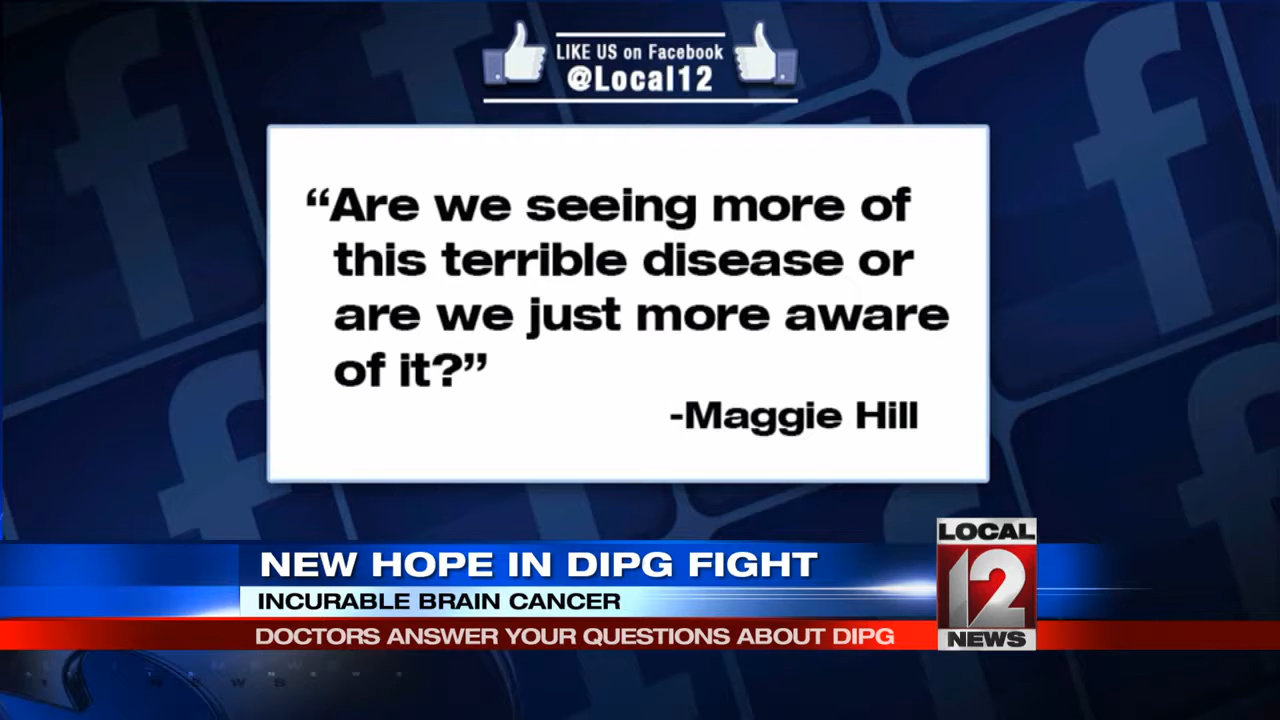 LIKE US on Facebook
@Local12
“Are we seeing more of
this terrible disease or
are we just more aware
of it?”
-Maggie Hill
NEW HOPE IN DIPG FIGHT
INCURABLE BRAIN CANCER
DOCTORS ANSWER YOUR QUESTIONS ABOUT DIPG
LOCAL
12
NEWS